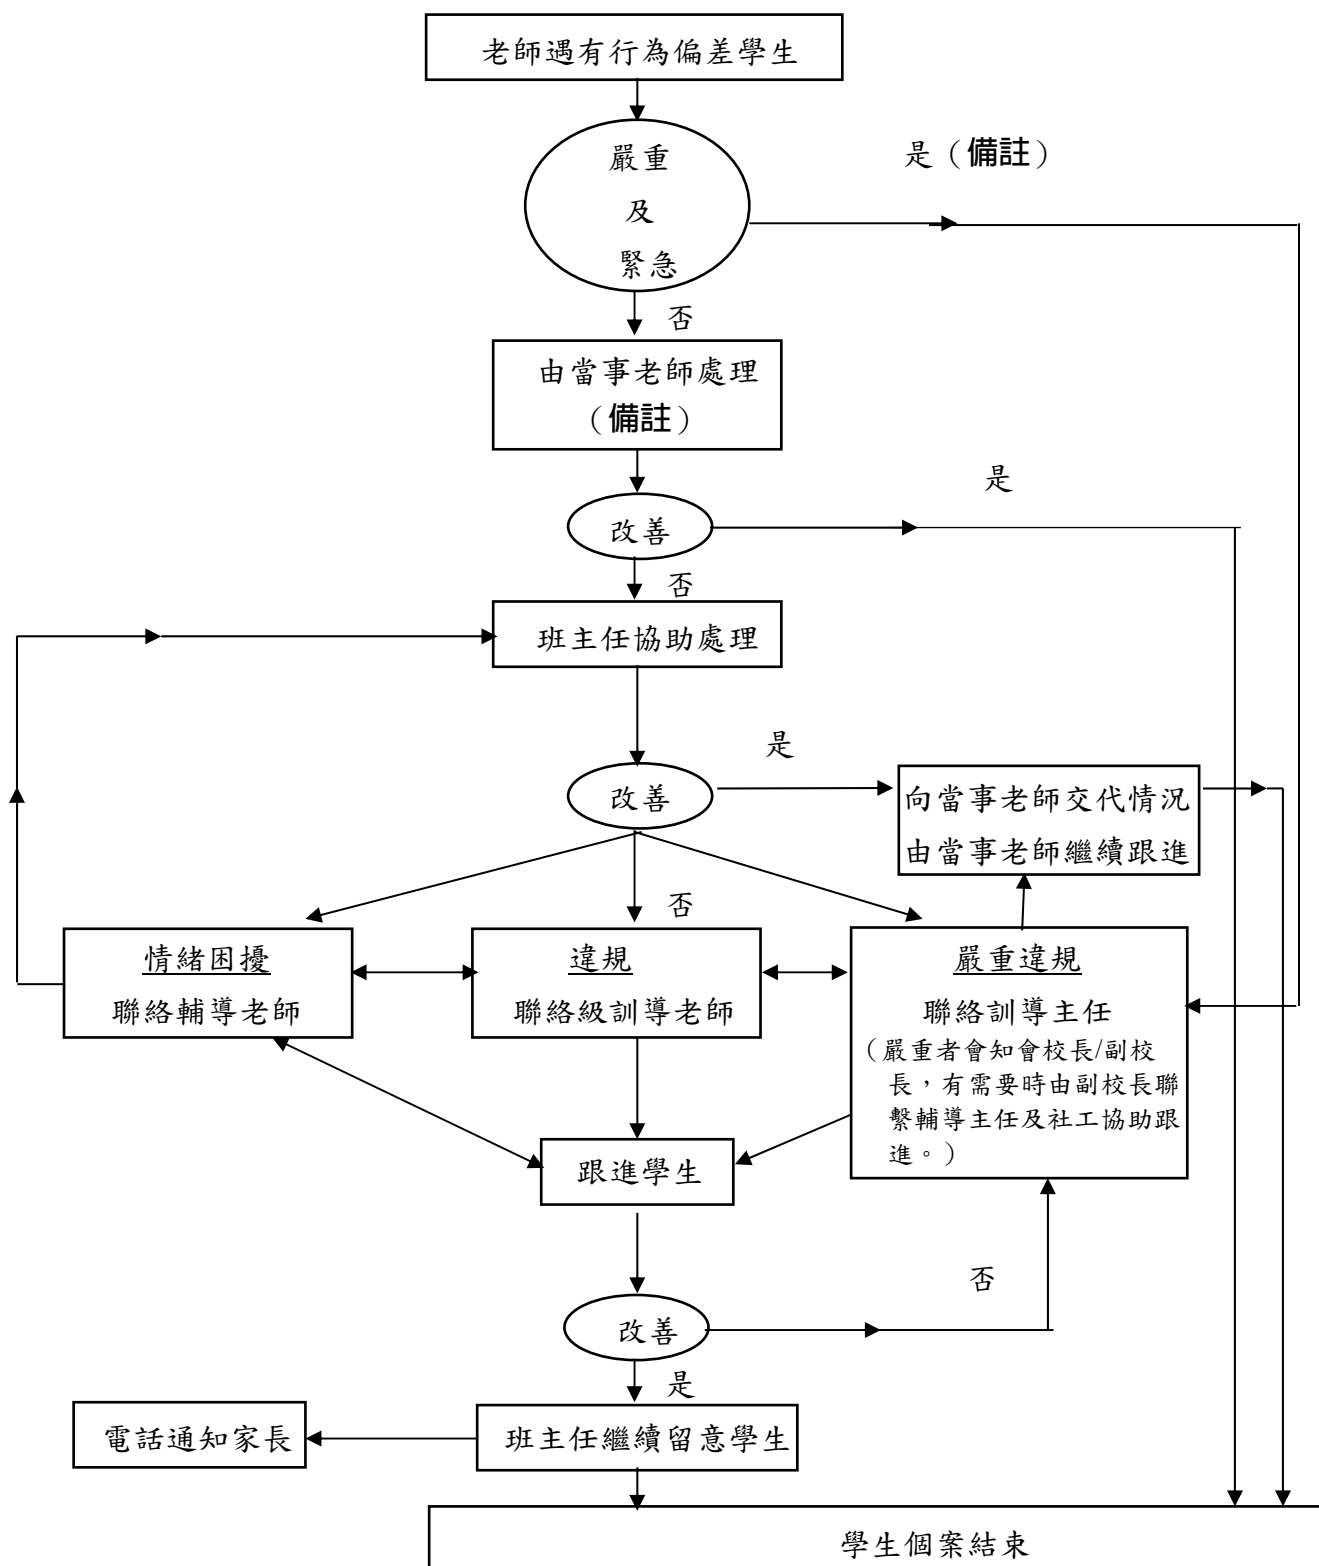 老師遇有行為偏差學生
嚴重
及
緊急
是（備註）
否
由當事老師處理
（備註）
改善
是
否
班主任協助處理
改善
是
向當事老師交代情況
由當事老師繼續跟進
否
情緒困擾
聯絡輔導老師
違規
聯絡級訓導老師
嚴重違規
聯絡訓導主任
（嚴重者會知會校長/副校
長，有需要時由副校長聯
繫輔導主任及社工協助跟
進。）
跟進學生
改善
否
是
電話通知家長
班主任繼續留意學生
學生個案結束